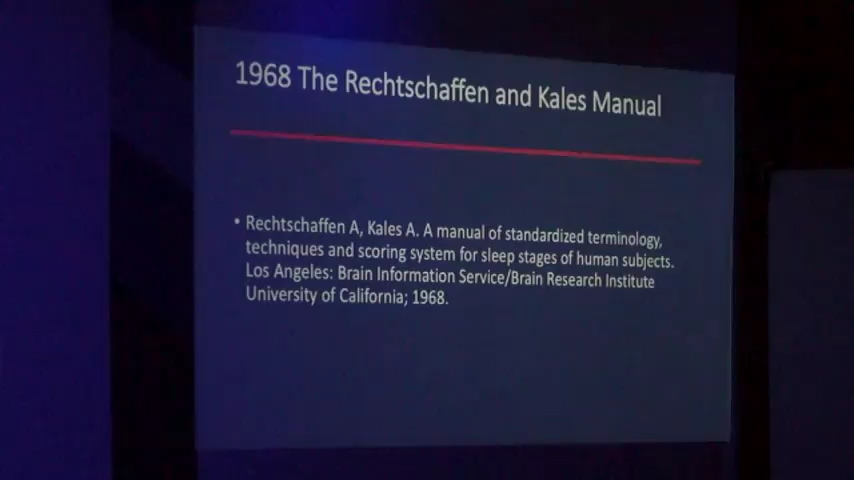 1968 The Rechtschaffen and Kales Manual
• Rechtschaffen A, Kales A. A manual of standardized terminology,
techniques and scoring system for sleep stages of human subjects.
Los Angeles: Brain Information Service/Brain Research Institute
University of California; 1968.